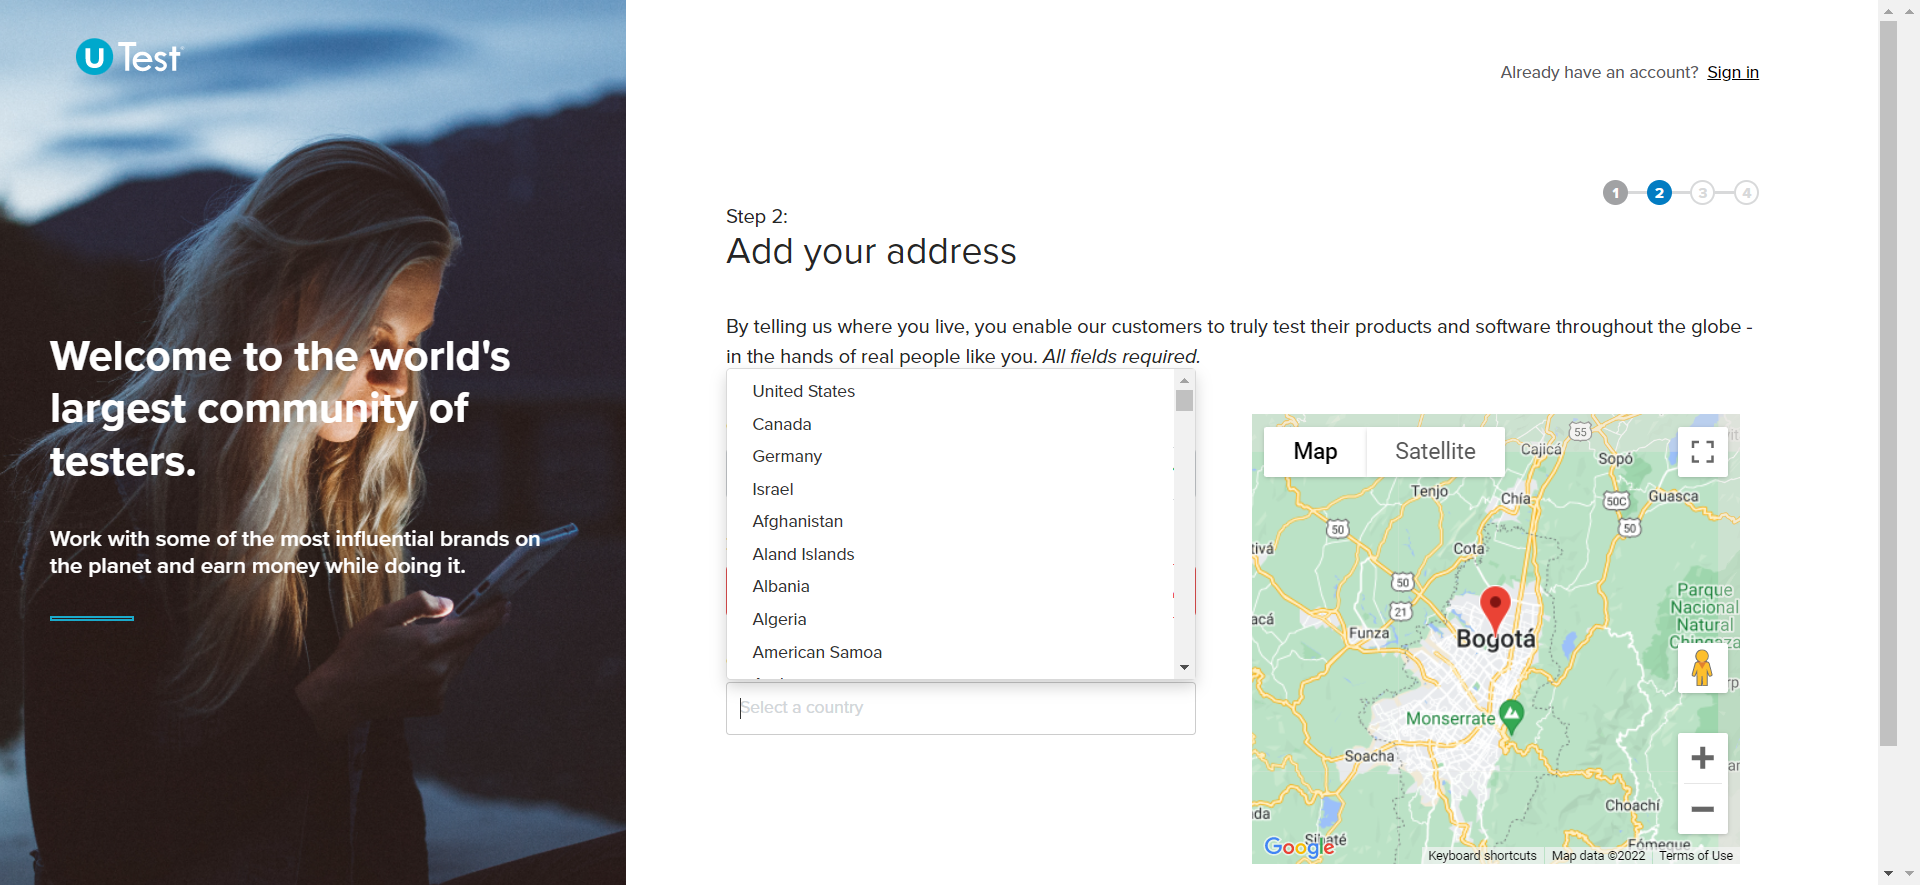 U Test
Welcome to the world's
largest community of
testers.
Work with some of the most influential brands on
the planet and earn money while doing it.
Already have an account? Sign in
1 2 3 4
Step 2:
Add your address
By telling us where you live, you enable our customers to truly test their products and software throughout the globe -
in the hands of real people like you. All fields required.
United States
Canada
Germany
Israel
Afghanistan
Aland Islands
Albania
Algeria
American Samoa
Select a country
Map
Satellite
55
Cajicá
Sopó
Tenjo
Chía
50C
Guasca
50
50
Cota
50
Parque
Nacional
Natural
Chingaza
21
Funza
Bogotá
Monserrate
Soacha
Choachí
Sibaté
Fómeque
Google
Keyboard shortcuts
Map data ©2022
Terms of Use